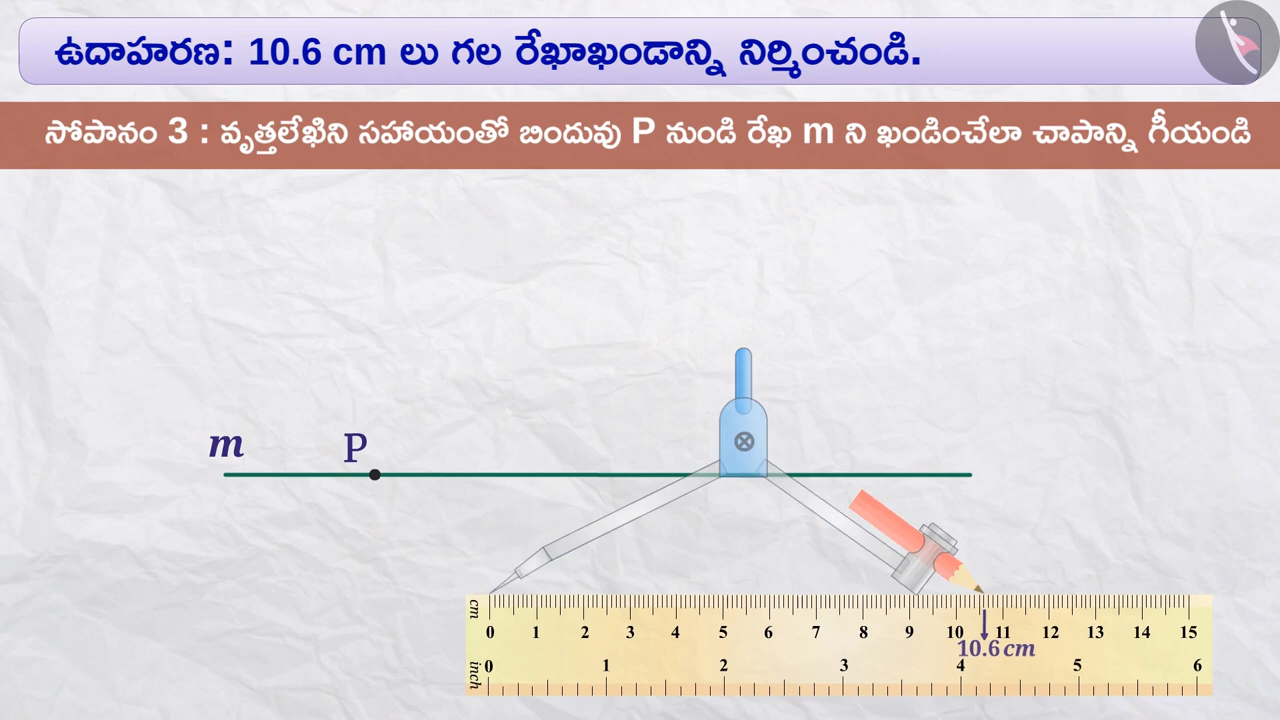 ఉదాహరణ: 10.6 cm లు గల రేఖాఖండాన్ని నిర్మించండి.
సోపానం 3 : వృత్తలేఖిని సహాయంతో బిందువు P నుండి రేఖ m ని ఖండించేలా చాపాన్ని గీయండి
m P
cm 0 1 2 3 4 5 6 7 8 9 10 11 12 13 14 15
10.6 cm
inch 0 1 2 3 4 5 6